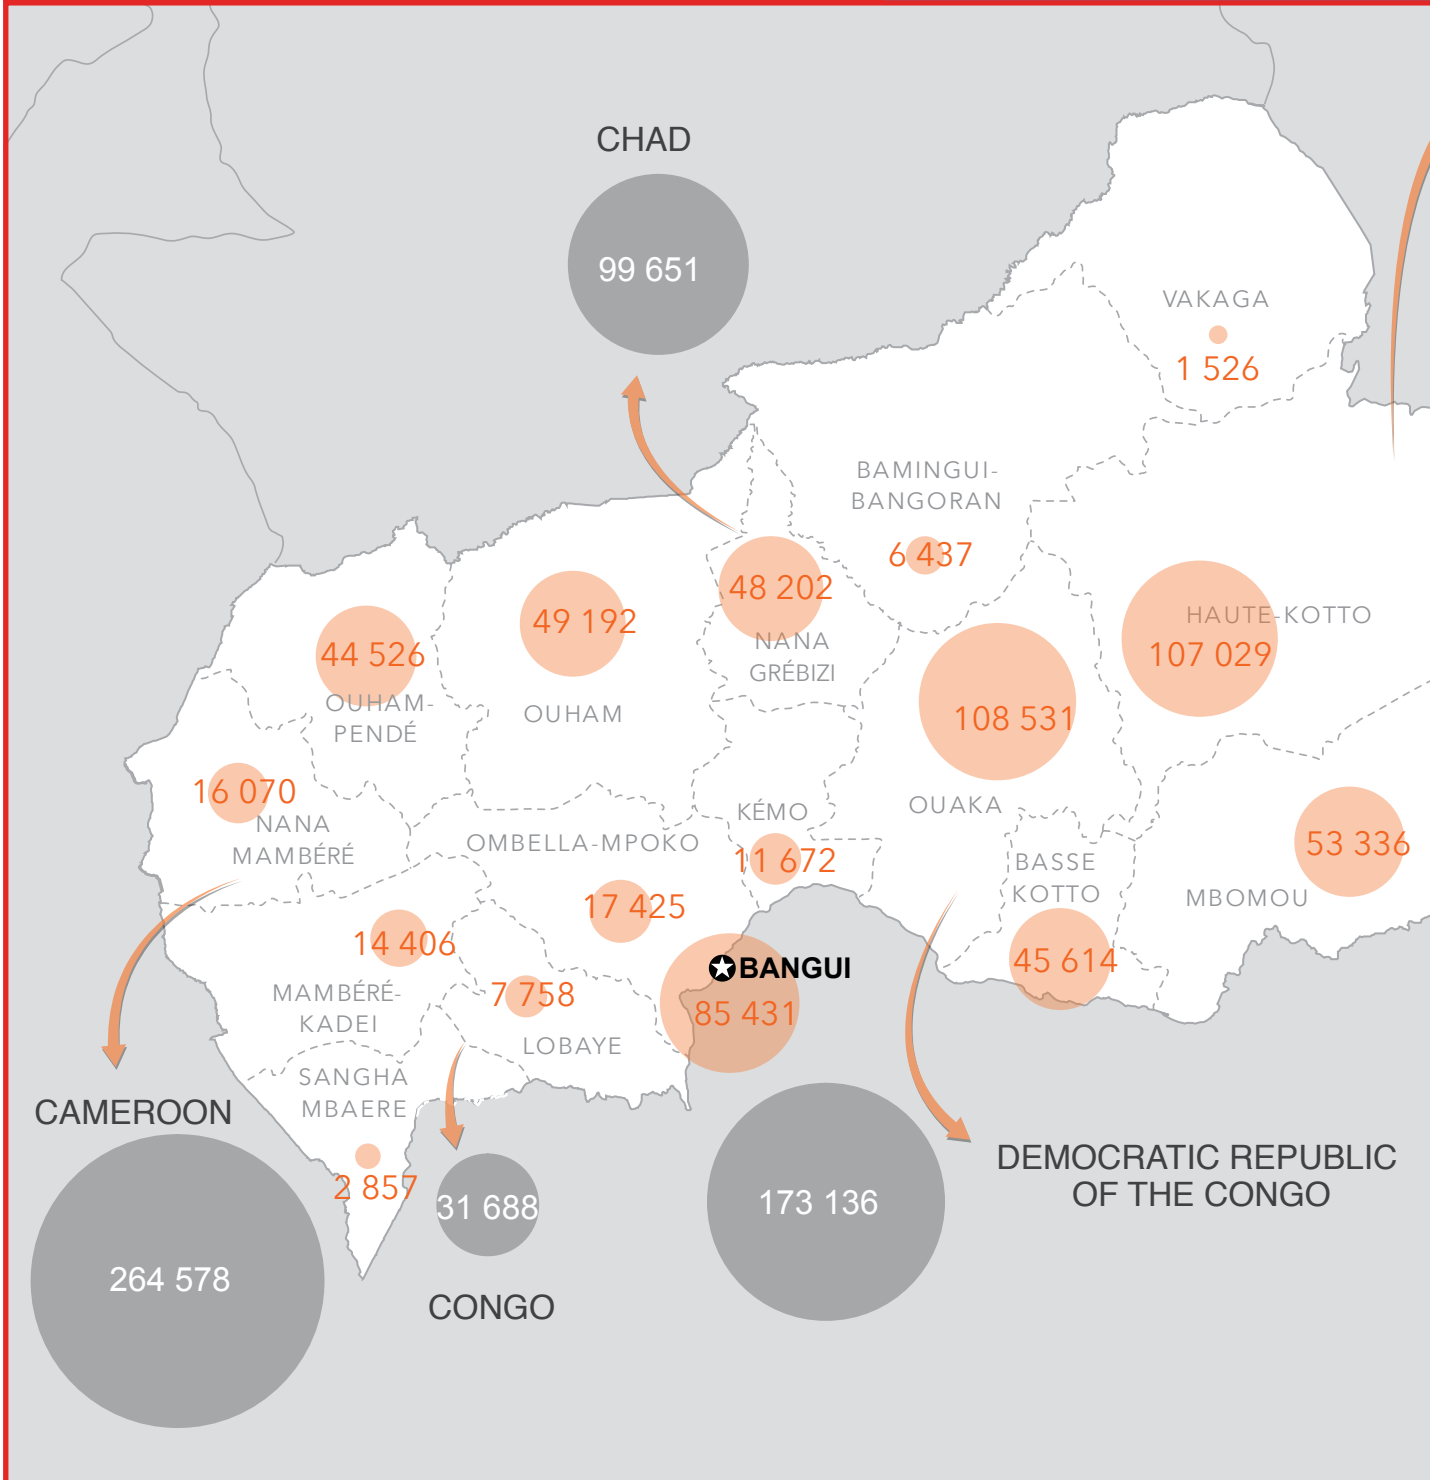 CHAD
99 651
VAKAGA
1 526
BAMINGUI-
BANGORAN
6 437
48 202
NANA
GRÉBIZI
49 192
OUHAM
44 526
OUHAM-
PENDÉ
HAUTE-KOTTO
107 029
108 531
OUAKA
16 070
NANA
MAMBÉRÉ
KÉMO
11 672
OMBELLA-MPOKO
17 425
BASSE
KOTTO
45 614
53 336
MBOMOU
14 406
MAMBÉRÉ-
KADEI
7 758
LOBAYE
BANGUI
85 431
SANGHA
MBAERE
2 857
CAMEROON
264 578
31 688
CONGO
173 136
DEMOCRATIC REPUBLIC
OF THE CONGO